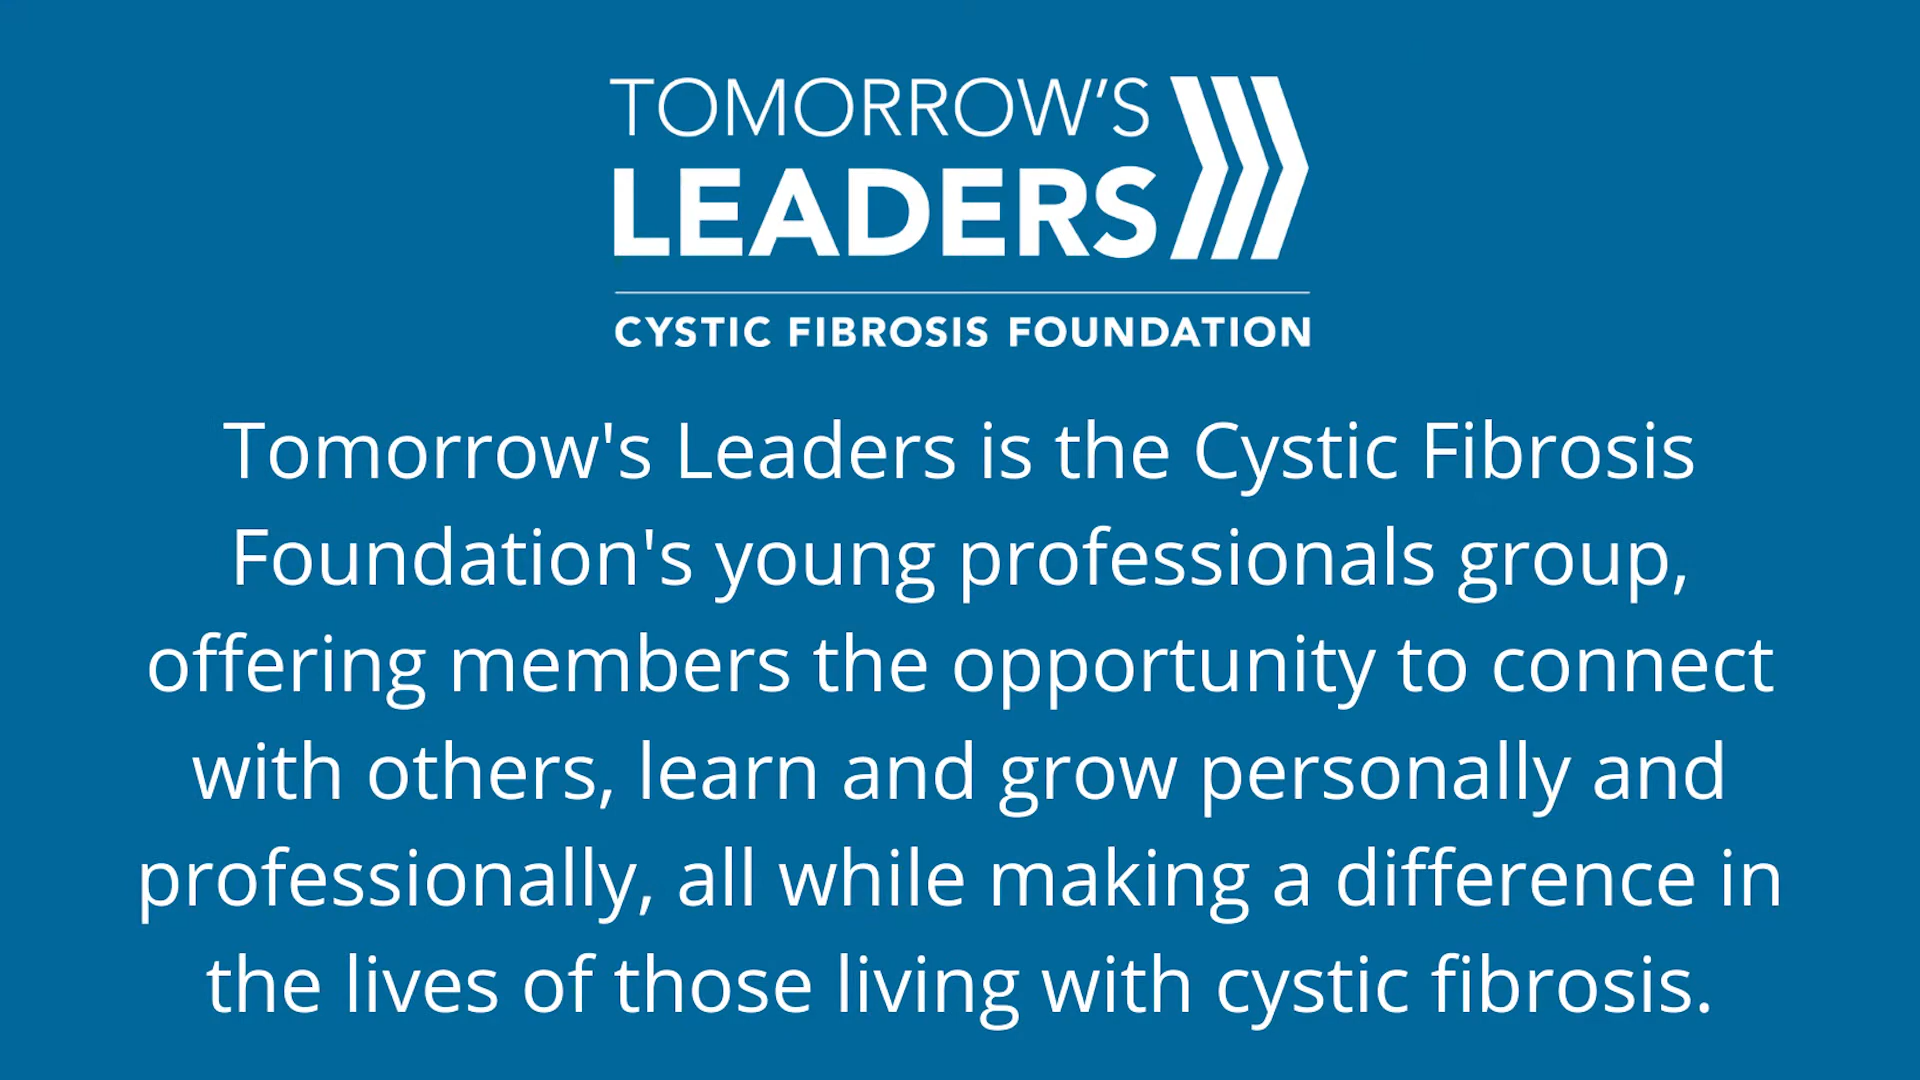 TOMORROW'S
LEADERS
CYSTIC FIBROSIS FOUNDATION
Tomorrow's Leaders is the Cystic Fibrosis
Foundation's young professionals group,
offering members the opportunity to connect
with others, learn and grow personally and
professionally, all while making a difference in
the lives of those living with cystic fibrosis.